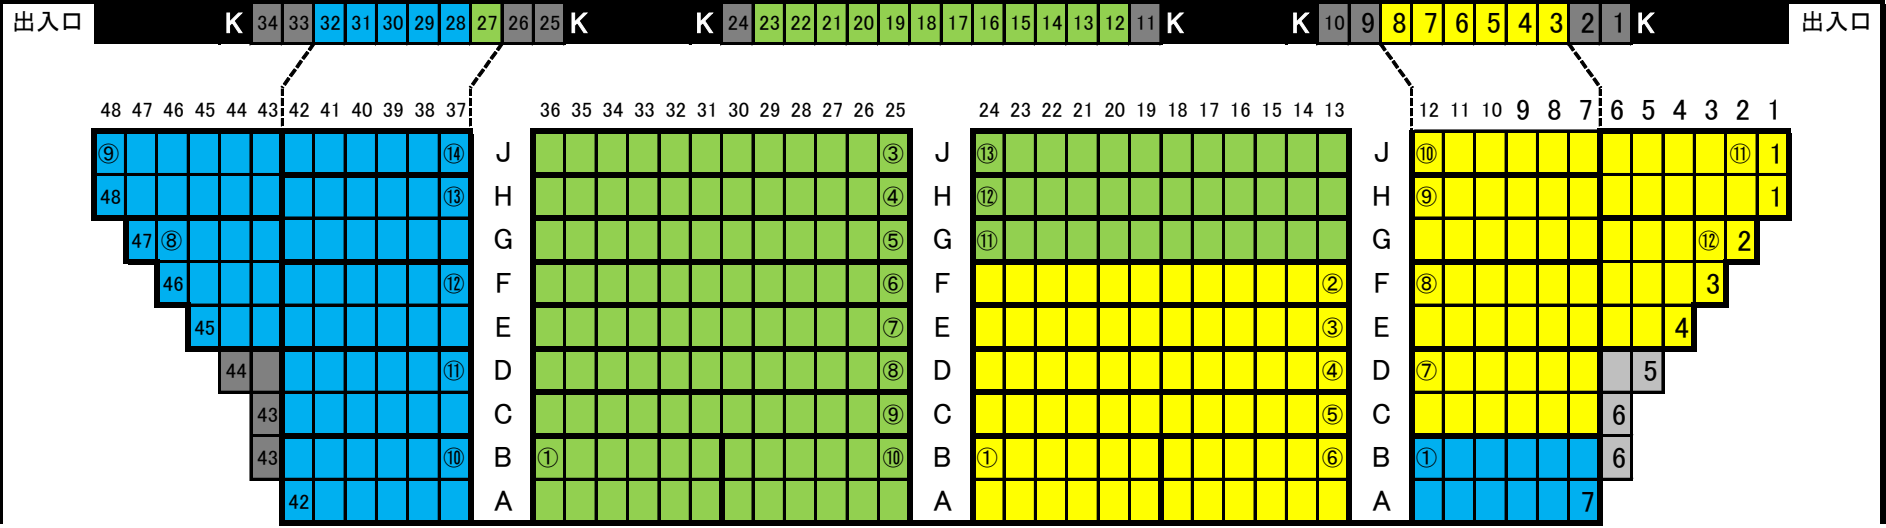 出入口 K 34 33 32 31 30 29 28 27 26 25 K K 24 23 22 21 20 19 18 17 16 15 14 13 12 11 K K 10 9 8 7 6 5 4 3 2 1 K 出入口
48 47 46 45 44 43 42 41 40 39 38 37 36 35 34 33 32 31 30 29 28 27 26 25 24 23 22 21 20 19 18 17 16 15 14 13 12 11 10 9 8 7 6 5 4 3 2 1
⑨ ⑭ J ③ J ⑬ J ⑩ ⑪ 1
48 ⑬ H ④ H ⑫ H ⑨ 1
47 ⑧ G ⑤ G ⑪ G ⑫ 2
46 ⑫ F ⑥ F ② F ⑧ 3
45 E ⑦ E ③ E 4
44 ⑪ D ⑧ D ④ D ⑦ 5
43 C ⑨ C ⑤ C 6
43 ⑩ B ① ⑩ B ① ⑥ B ① 6
42 A A A 7